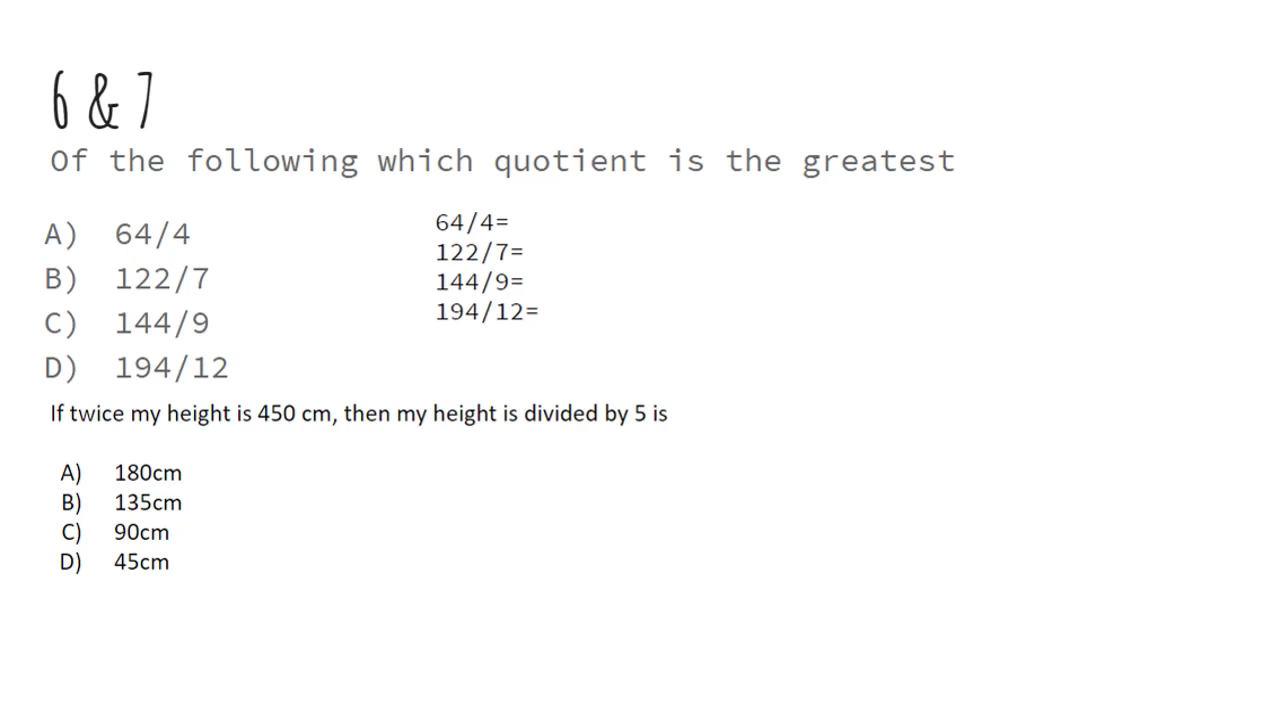 6 & 7
Of the following which quotient is the greatest
A) 64/4
B) 122/7
C) 144/9
D) 194/12
64/4=
122/7=
144/9=
194/12=
If twice my height is 450 cm, then my height is divided by 5 is
A) 180cm
B) 135cm
C) 90cm
D) 45cm